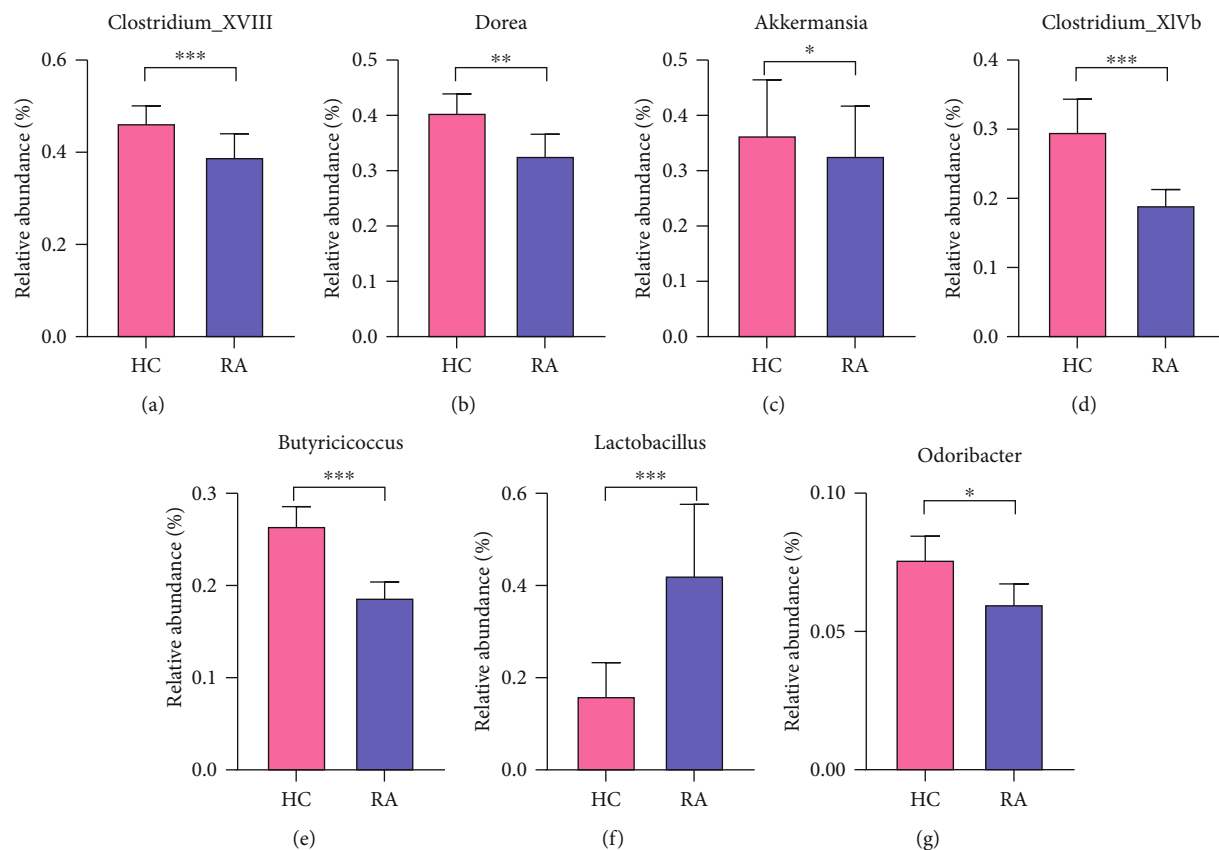 Clostridium_XVIII
***
Relative abundance (%)
0.6
0.4
0.2
0.0
HC RA
(a)
Dorea
**
Relative abundance (%)
0.5
0.4
0.3
0.3
0.1
0.0
HC RA
(b)
Akkermansia
*
Relative abundance (%)
0.5
0.4
0.3
0.3
0.1
0.0
HC RA
(c)
Clostridium_XlVb
***
Relative abundance (%)
0.4
0.3
0.2
0.1
0.0
HC RA
(d)
Butyricicoccus
***
Relative abundance (%)
0.3
0.2
0.1
0.0
HC RA
(e)
Lactobacillus
***
Relative abundance (%)
0.6
0.4
0.2
0.0
HC RA
(f)
Odoribacter
*
Relative abundance (%)
0.10
0.05
0.00
HC RA
(g)